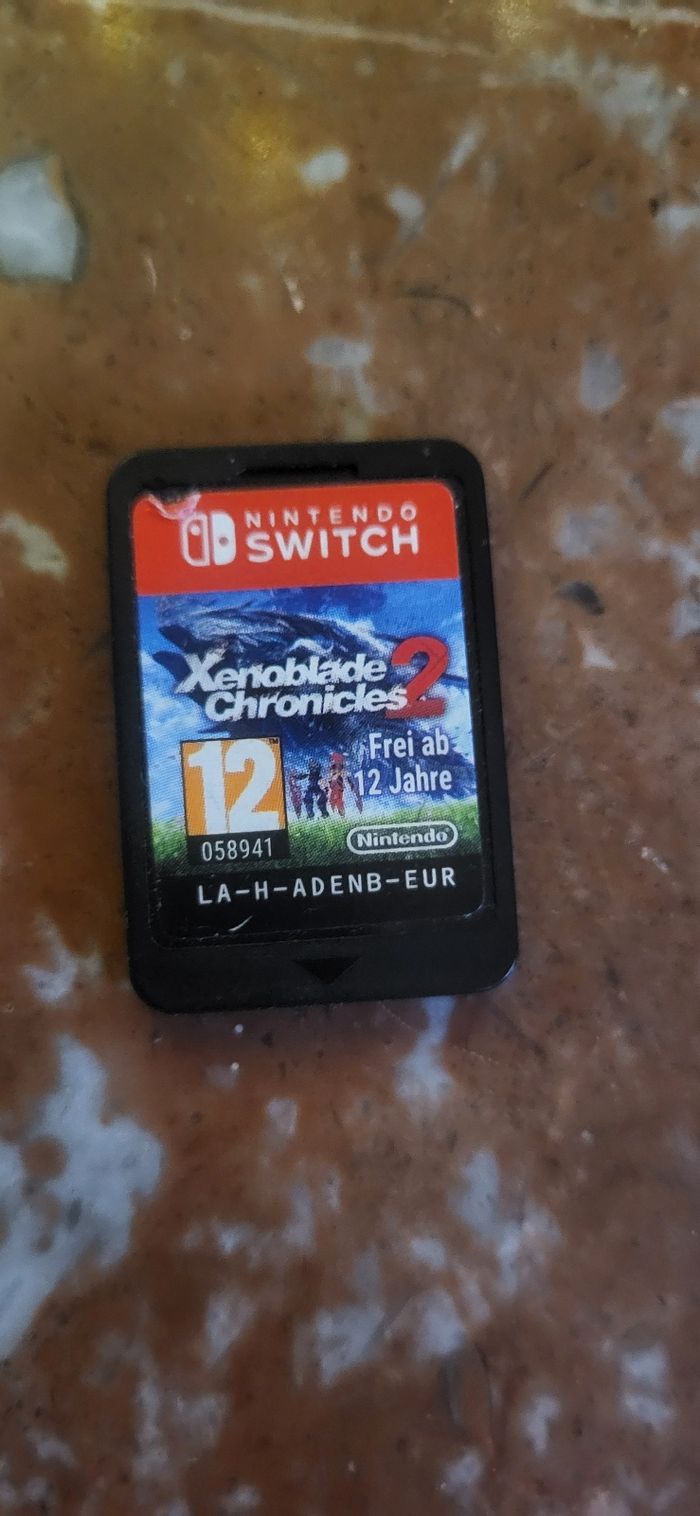 NINTENDO
SWITCH
Xenoblade
Chronicles 2
12
Frei ab
12 Jahre
058941
Nintendo
LA-H-ADENB-EUR